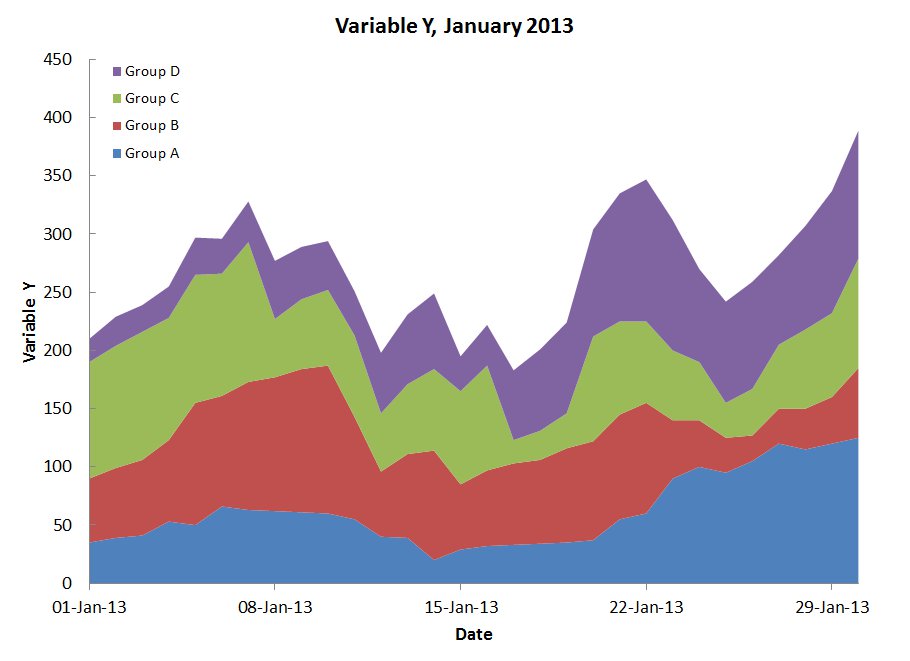 Variable Y, January 2013
450
400
350
300
250
200
150
100
50
0
Group D
Group C
Group B
Group A
Variable Y
01-Jan-13
08-Jan-13
15-Jan-13
22-Jan-13
29-Jan-13
Date